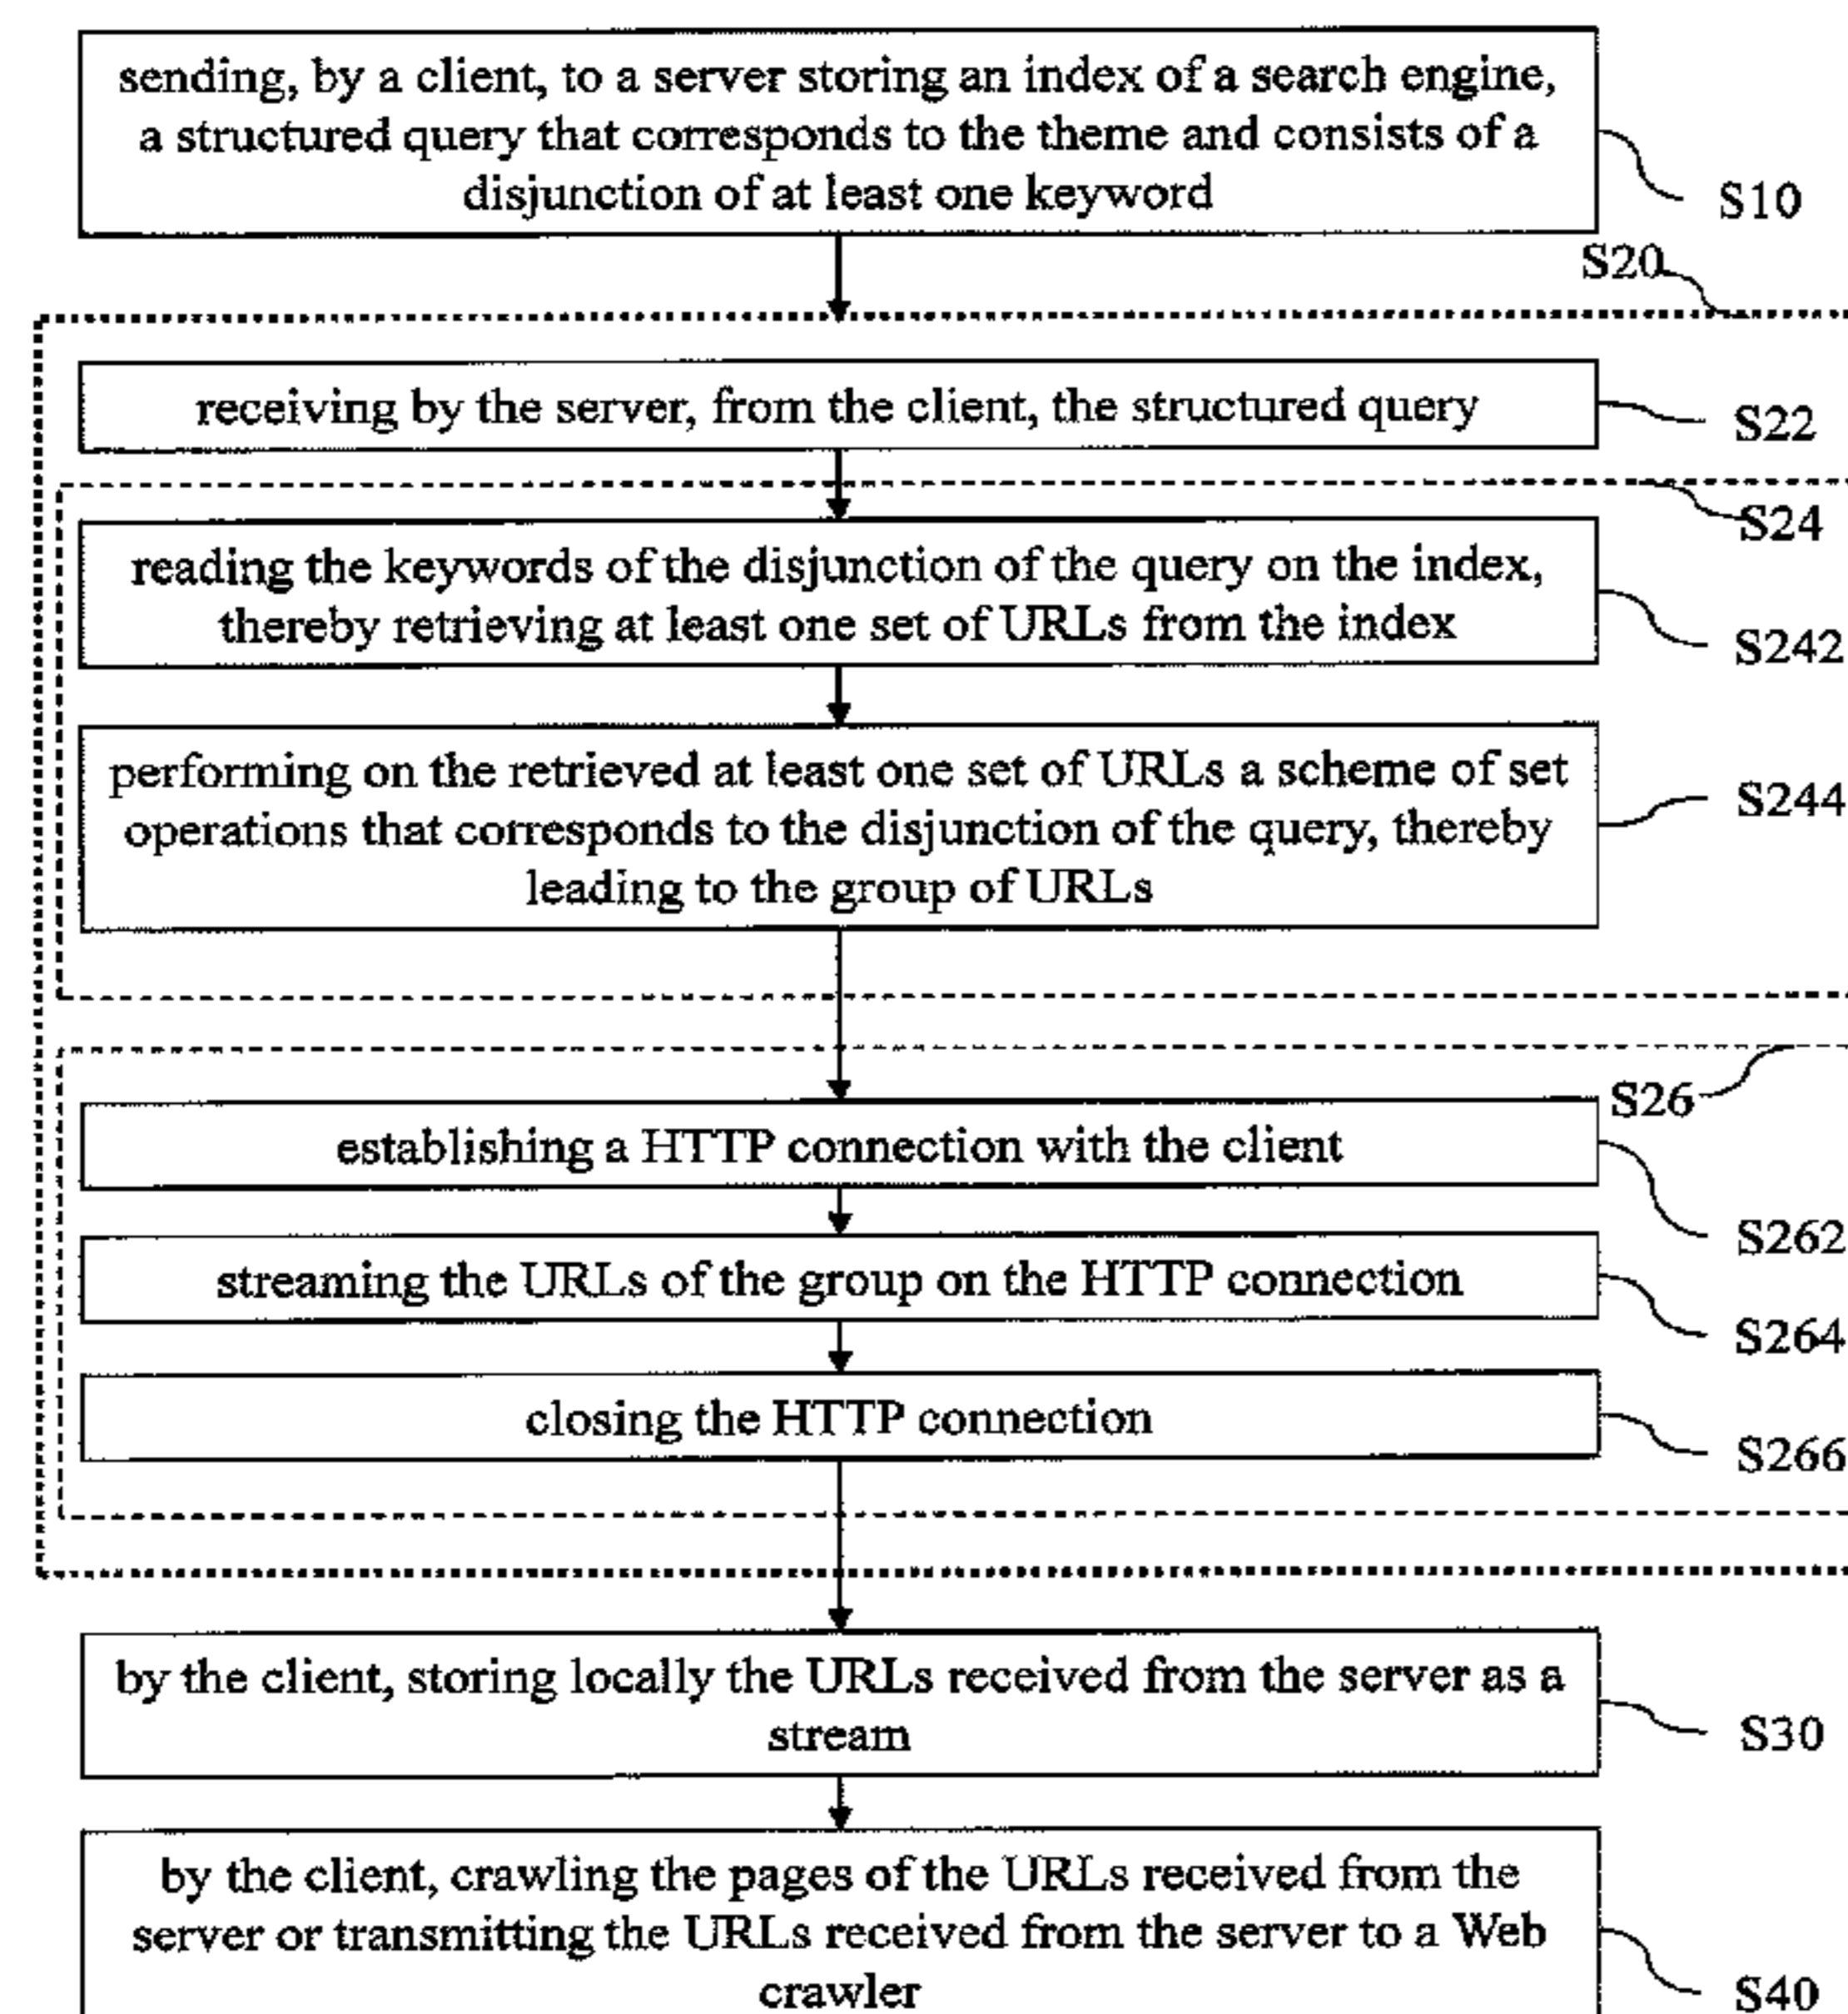 sending, by a client, to a server storing an index of a search engine,
a structured query that corresponds to the theme and consists of a
disjunction of at least one keyword
S10
S20
receiving by the server, from the client, the structured query
S22
S24
reading the keywords of the disjunction of the query on the index,
thereby retrieving at least one set of URLs from the index
S242
performing on the retrieved at least one set of URLs a scheme of set
operations that corresponds to the disjunction of the query, thereby
leading to the group of URLs
S244
S26
establishing a HTTP connection with the client
S262
streaming the URLs of the group on the HTTP connection
S264
closing the HTTP connection
S266
by the client, storing locally the URLs received from the server as a
stream
S30
by the client, crawling the pages of the URLs received from the
server or transmitting the URLs received from the server to a Web
crawler
S40